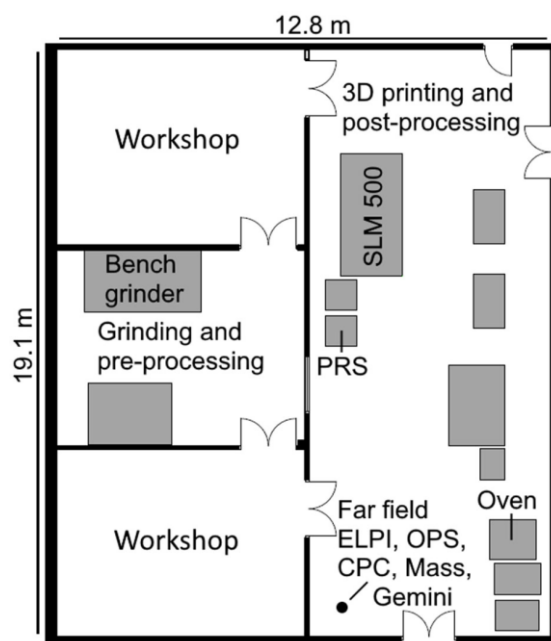 12.8 m
19.1 m
Workshop
3D printing and
post-processing
SLM 500
Bench
grinder
Grinding and
pre-processing
PRS
Workshop
Far field
ELPI, OPS,
CPC, Mass,
Gemini
Oven